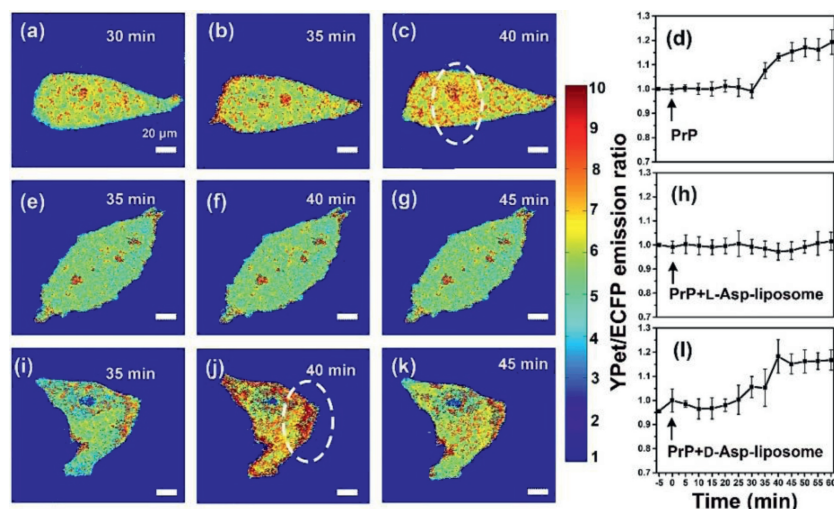 (a) 30 min
20 µm
(b) 35 min
(c) 40 min
(e) 35 min
(f) 40 min
(g) 45 min
(i) 35 min
(j) 40 min
(k) 45 min
10
9
8
7
6
5
4
3
2
1
YPet/ECFP emission ratio
(d)
1.3
1.2
1.1
1.0
0.9
0.8
0.7
PrP
(h)
1.3
1.2
1.1
1.0
0.9
0.8
0.7
PrP+L-Asp-liposome
(l)
1.3
1.2
1.1
1.0
0.9
0.8
0.7
PrP+D-Asp-liposome
-5 0 5 10 15 20 25 30 35 40 45 50 55 60
Time (min)